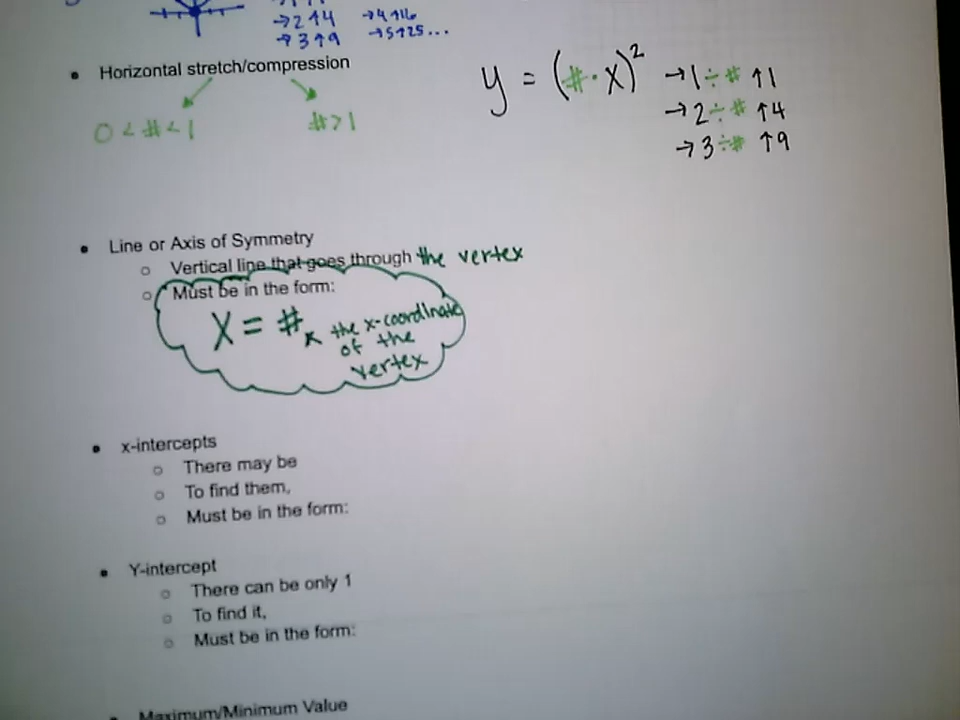 →2↑4 →4↑16
→3↑9 →5↑25...
• Horizontal stretch/compression
0 < # < 1 # > 1
y = (# · x)² →1÷# ↑1
→2÷# ↑4
→3÷# ↑9
• Line or Axis of Symmetry
o Vertical line that goes through the vertex
o Must be in the form:
X = # ↖ the x-coordinate
of the
vertex
• x-intercepts
o There may be
o To find them,
o Must be in the form:
• Y-intercept
o There can be only 1
o To find it,
o Must be in the form:
• Maximum/Minimum Value